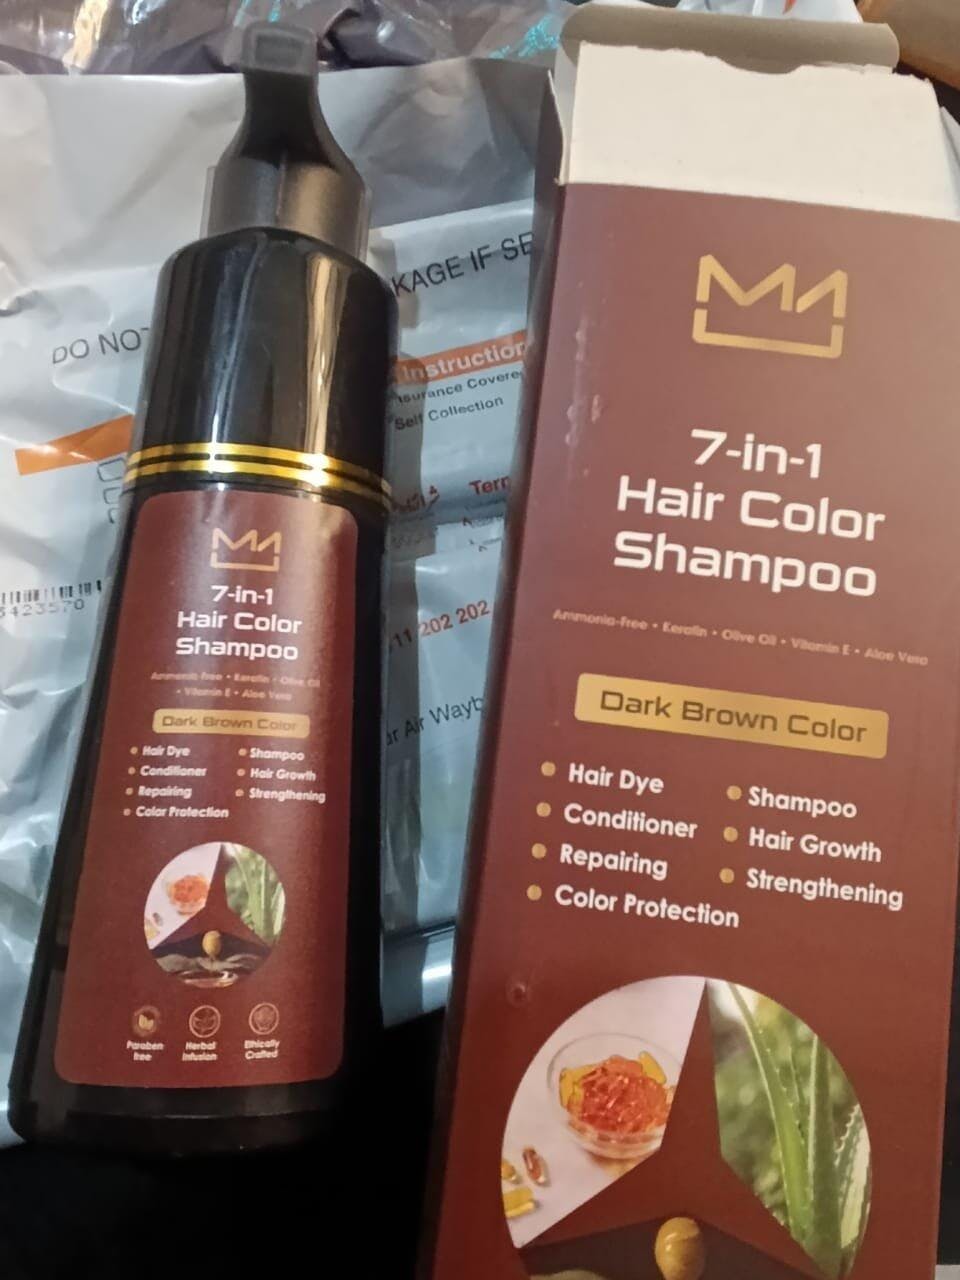 DO NOT
KAGE IF SE
Instruction
Insurance Covere
Self Collection
Terr
3423570
11 202 202
r Air Wayb
7-in-1
Hair Color
Shampoo
Ammonia-Free • Keratin • Olive Oil
• Vitamin E • Aloe Vera
Dark Brown Color
Hair Dye
Shampoo
Conditioner
Hair Growth
Repairing
Strengthening
Color Protection
Paraben
free
Herbal
Infusion
Ethically
Crafted
7-in-1
Hair Color
Shampoo
Ammonia-Free • Keratin • Olive Oil • Vitamin E • Aloe Vera
Dark Brown Color
Hair Dye
Shampoo
Conditioner
Hair Growth
Repairing
Strengthening
Color Protection